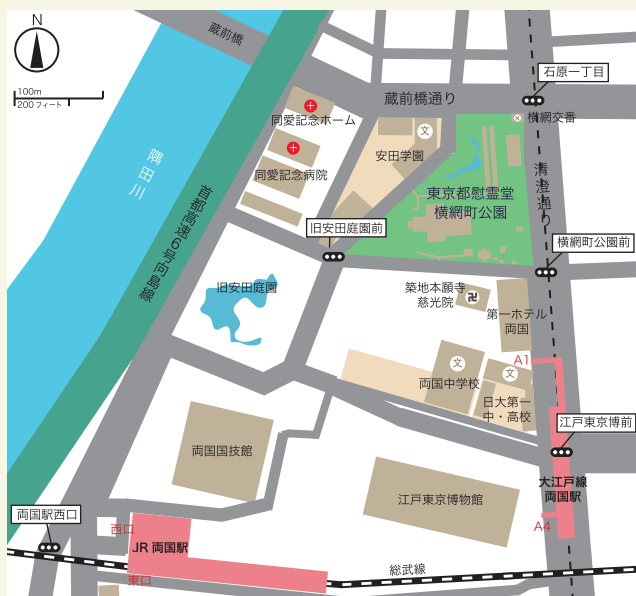 N
100m
200 フィート
蔵前橋
石原一丁目
蔵前橋通り
同愛記念ホーム
横綱交番
文
安田学園
隅田川
同愛記念病院
清澄通り
東京都慰霊堂
横網町公園
首都高速6号向島線
旧安田庭園前
横網町公園前
旧安田庭園
築地本願寺
慈光院
卍
第一ホテル
両国
A1
文
両国中学校
文
日大第一
中・高校
江戸東京博前
両国国技館
大江戸線
両国駅
江戸東京博物館
両国駅西口
A4
西口
JR 両国駅
総武線
東口